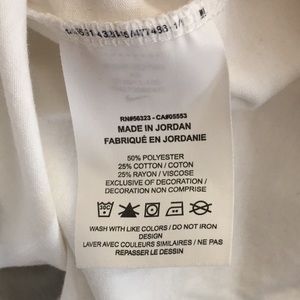 RN#56323 - CA#05553
MADE IN JORDAN
FABRIQUÉ EN JORDANIE
50% POLYESTER
25% COTTON / COTON
25% RAYON / VISCOSE
EXCLUSIVE OF DECORATION /
DECORATION NON COMPRISE
30C
WASH WITH LIKE COLORS / DO NOT IRON
DESIGN
LAVER AVEC COULEURS SIMILAIRES / NE PAS
REPASSER LE DESSIN